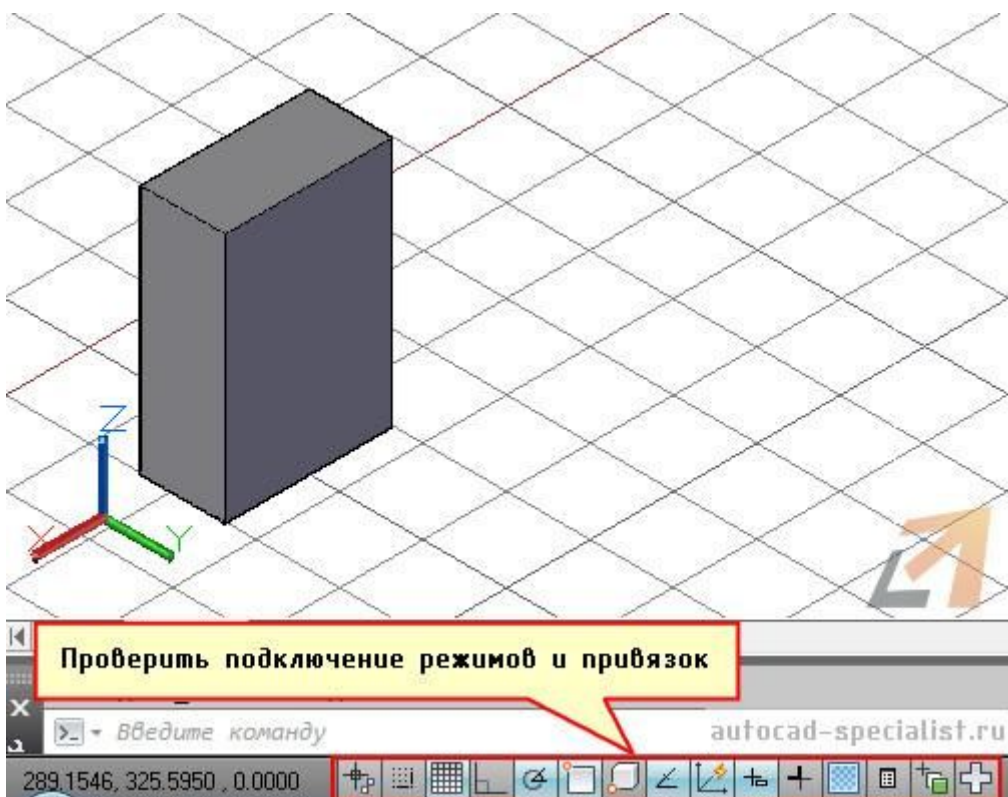 Z
X
Y
Проверить подключение режимов и привязок
Введите команду
autocad-specialist.ru
289.1546, 325.5950 , 0.0000